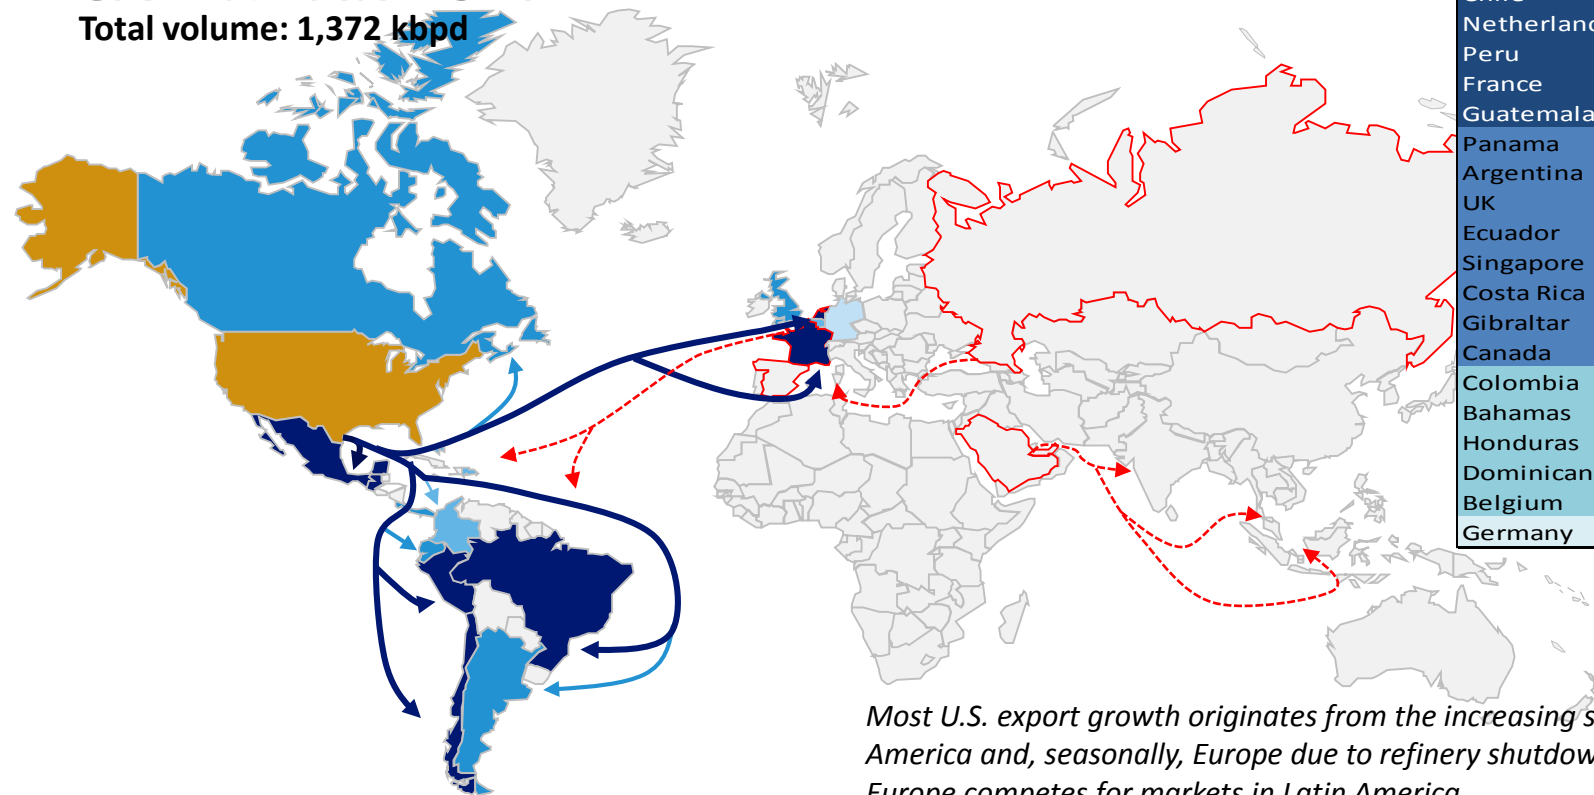 Total volume: 1,372 kbpd
Netherland
Peru
France
Guatemala
Panama
Argentina
UK
Ecuador
Singapore
Costa Rica
Gibraltar
Canada
Colombia
Bahamas
Honduras
Dominican
Belgium
Germany
Most U.S. export growth originates from the increasing s
America and, seasonally, Europe due to refinery shutdow
Europe competes for markets in Latin America